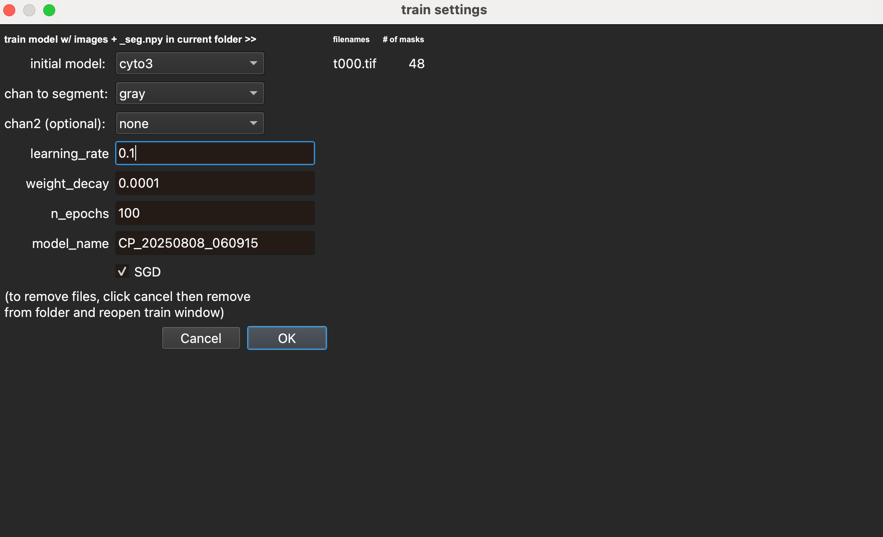 train settings
train model w/ images + _seg.npy in current folder >>
filenames # of masks
initial model: cyto3
t000.tif 48
chan to segment: gray
chan2 (optional): none
learning_rate 0.1
weight_decay 0.0001
n_epochs 100
model_name CP_20250808_060915
SGD
(to remove files, click cancel then remove
from folder and reopen train window)
Cancel OK